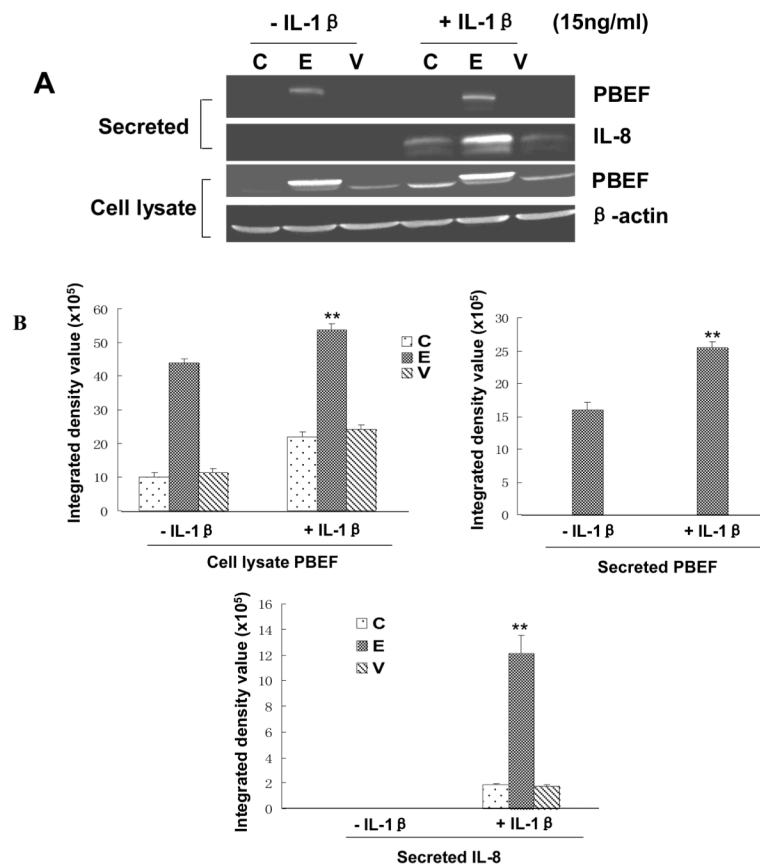 - IL-1 β + IL-1 β (15ng/ml)
C E V C E V
A
Secreted
PBEF
IL-8
Cell lysate
PBEF
β -actin
B
Integrated density value (x10⁵)
60
50
40
30
20
10
0
**
C
E
V
- IL-1 β + IL-1 β
Cell lysate PBEF
Integrated density value (x10⁵)
30
25
20
15
10
5
0
**
- IL-1 β + IL-1 β
Secreted PBEF
Integrated density value (x10⁵)
16
14
12
10
8
6
4
2
0
C
E
V
**
- IL-1 β + IL-1 β
Secreted IL-8